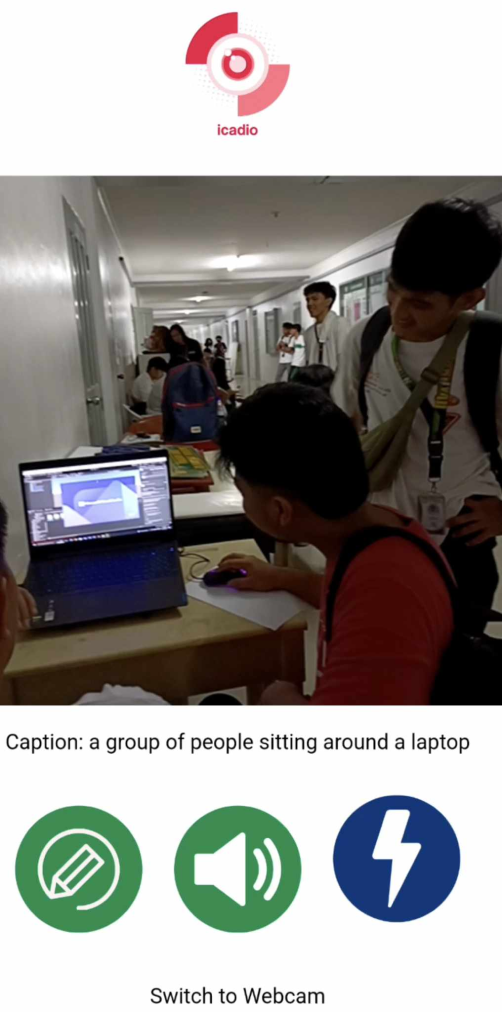 icadio
Caption: a group of people sitting around a laptop
Switch to Webcam